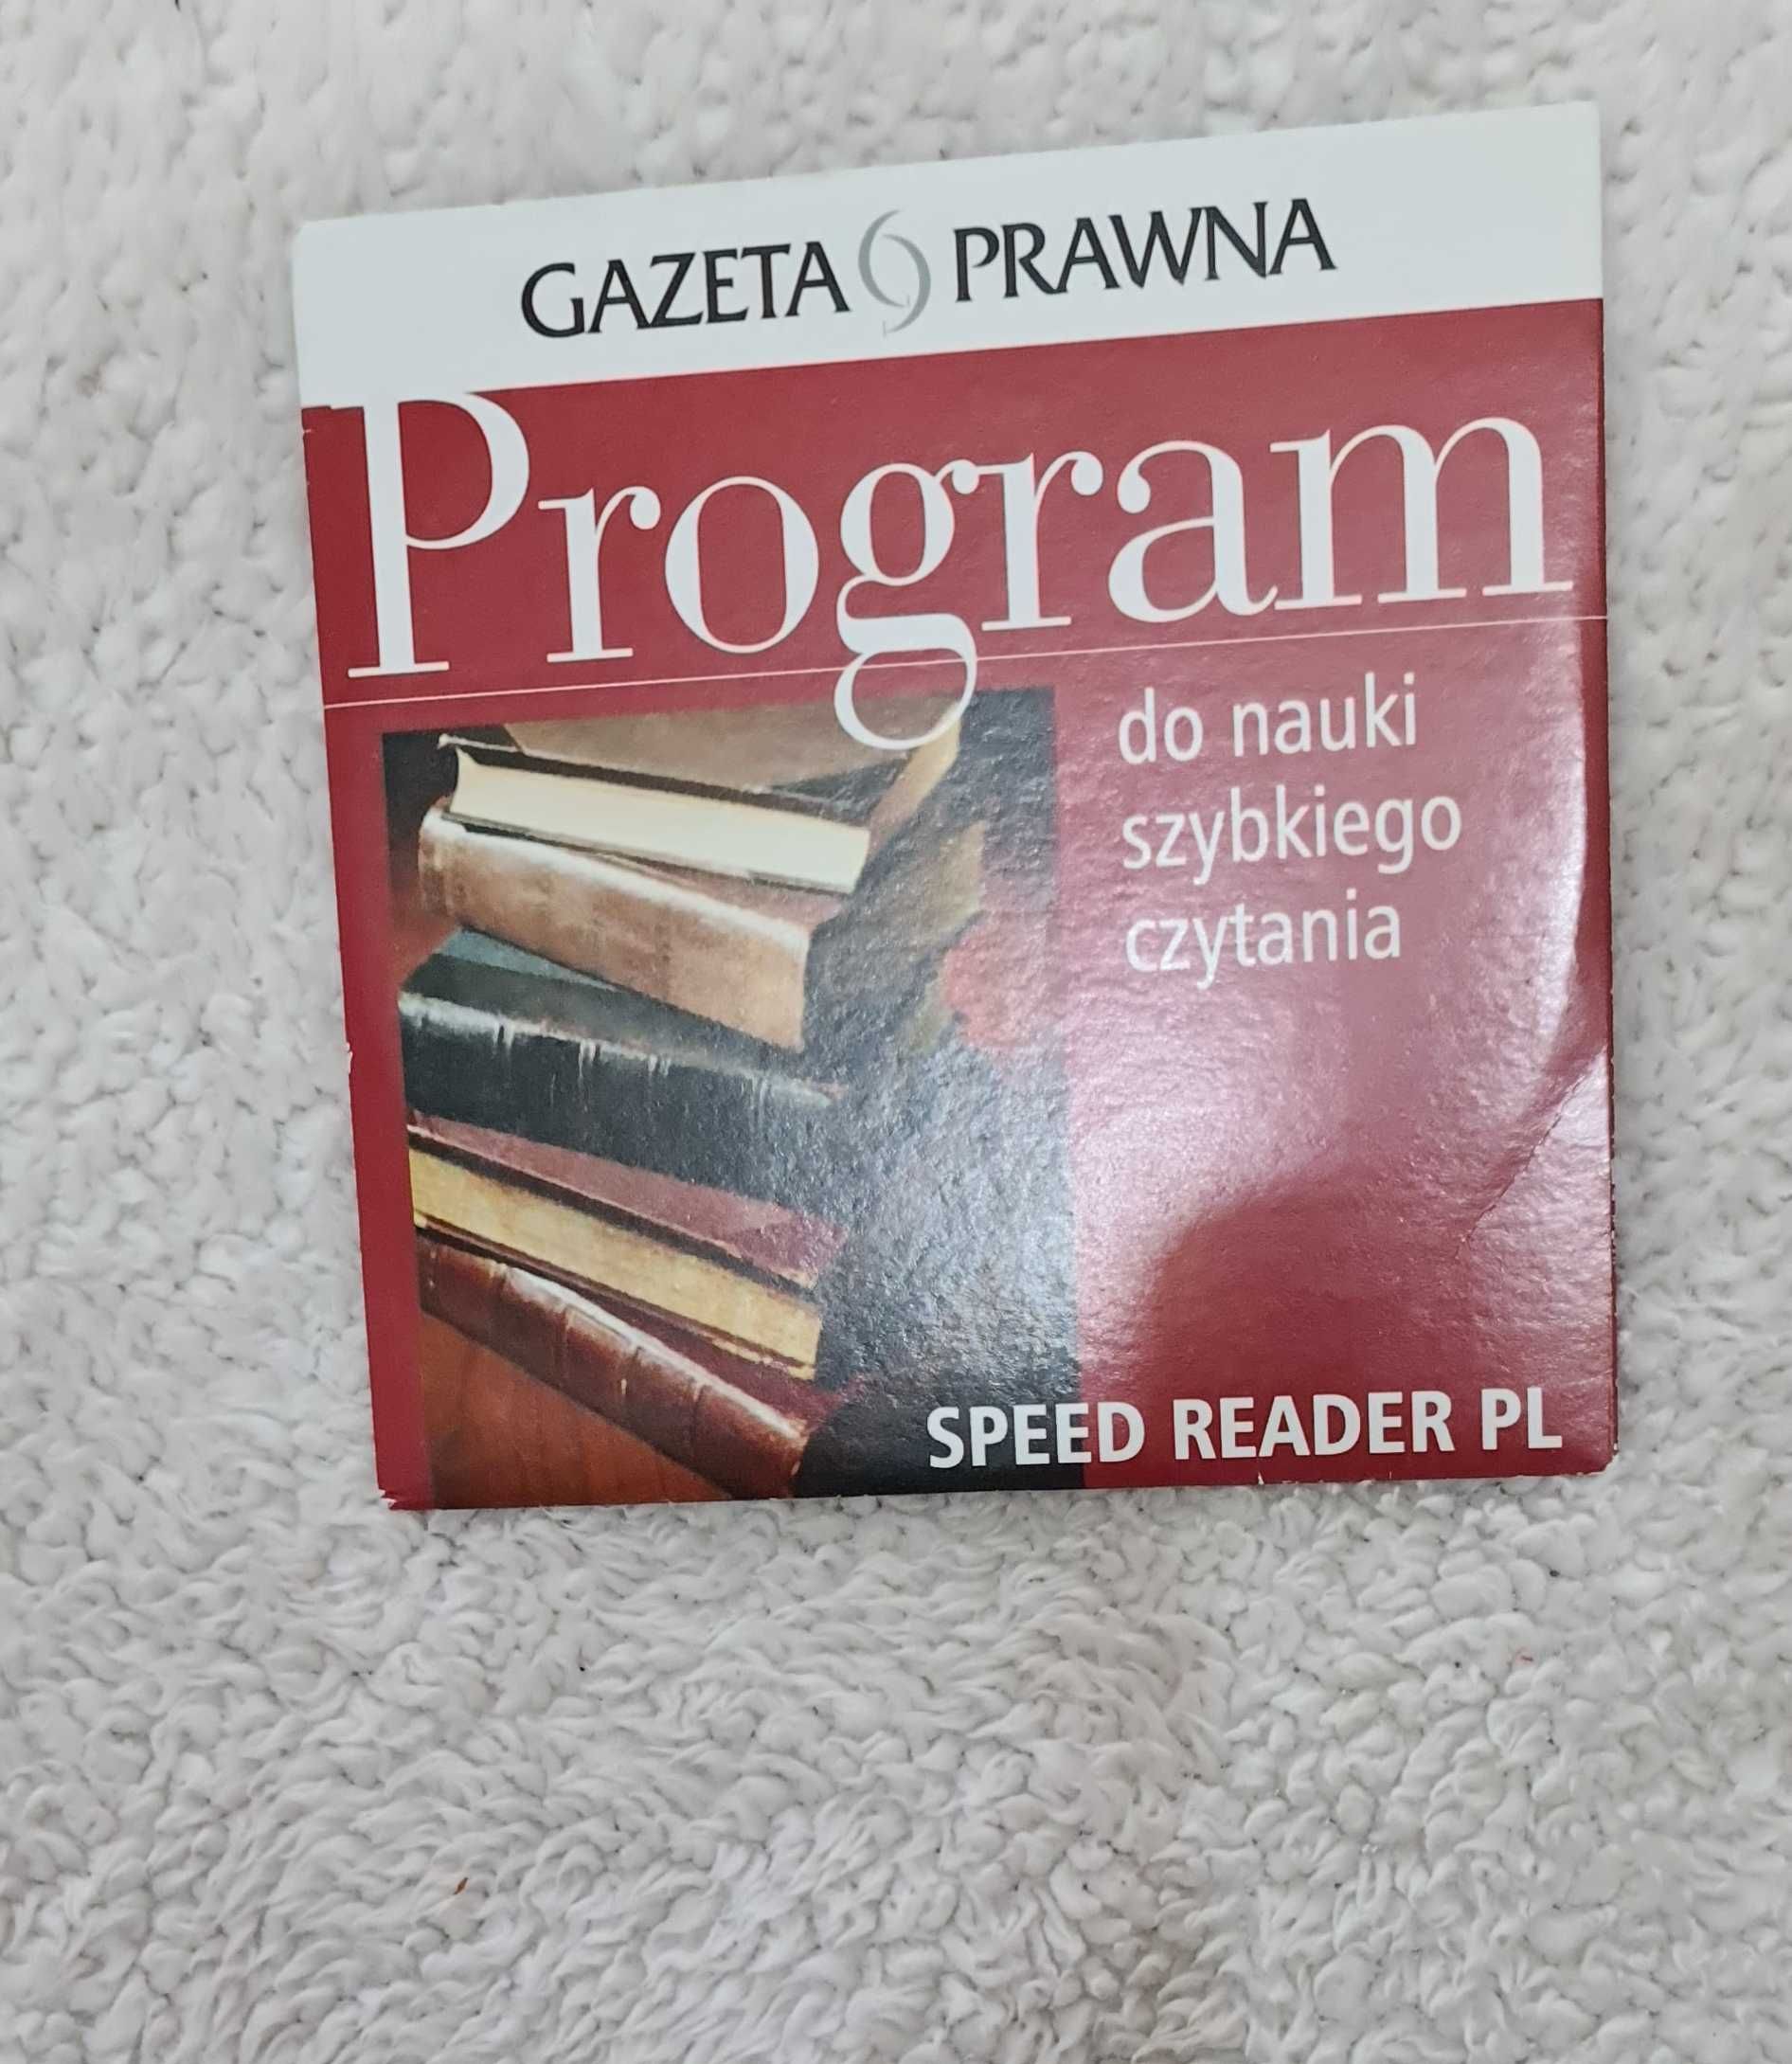 GAZETA PRAWNA
Program
do nauki
szybkiego
czytania
SPEED READER PL